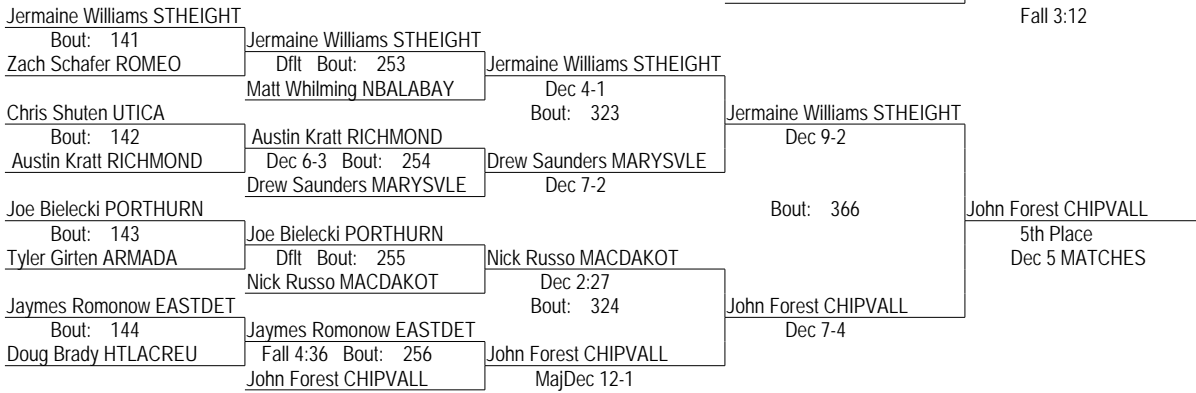 Fall 3:12
Jermaine Williams STHEIGHT
Bout: 141
Zach Schafer ROMEO
Jermaine Williams STHEIGHT
Dflt Bout: 253
Matt Whilming NBALABAY
Jermaine Williams STHEIGHT
Dec 4-1
Bout: 323
Chris Shuten UTICA
Bout: 142
Austin Kratt RICHMOND
Austin Kratt RICHMOND
Dec 6-3 Bout: 254
Drew Saunders MARYSVLE
Drew Saunders MARYSVLE
Dec 7-2
Jermaine Williams STHEIGHT
Dec 9-2
Bout: 366
John Forest CHIPVALL
5th Place
Dec 5 MATCHES
Joe Bielecki PORTHURN
Bout: 143
Tyler Girten ARMADA
Joe Bielecki PORTHURN
Dflt Bout: 255
Nick Russo MACDAKOT
Nick Russo MACDAKOT
Dec 2:27
Bout: 324
Jaymes Romonow EASTDET
Bout: 144
Doug Brady HTLACREU
Jaymes Romonow EASTDET
Fall 4:36 Bout: 256
John Forest CHIPVALL
John Forest CHIPVALL
MajDec 12-1
John Forest CHIPVALL
Dec 7-4